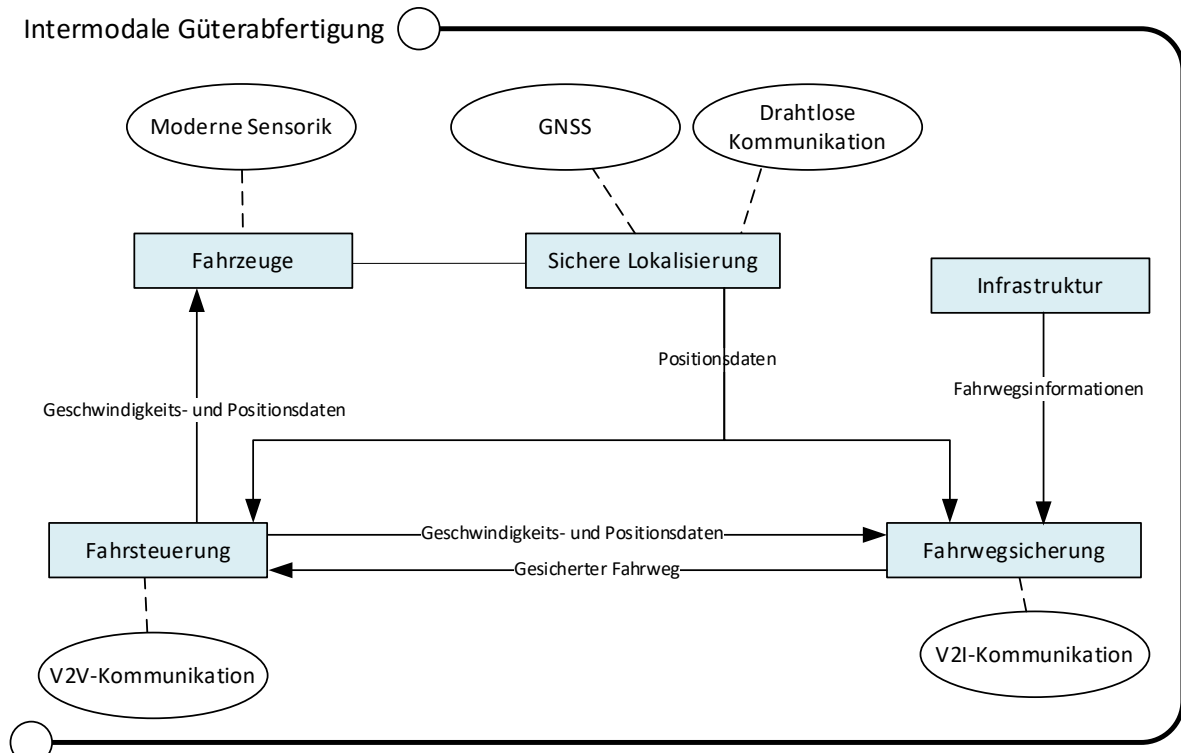 Intermodale Güterabfertigung
Moderne Sensorik
GNSS
Drahtlose
Kommunikation
Fahrzeuge
Sichere Lokalisierung
Infrastruktur
Positionsdaten
Fahrwegsinformationen
Geschwindigkeits- und Positionsdaten
Fahrsteuerung
Geschwindigkeits- und Positionsdaten
Gesicherter Fahrweg
Fahrwegsicherung
V2V-Kommunikation
V2I-Kommunikation